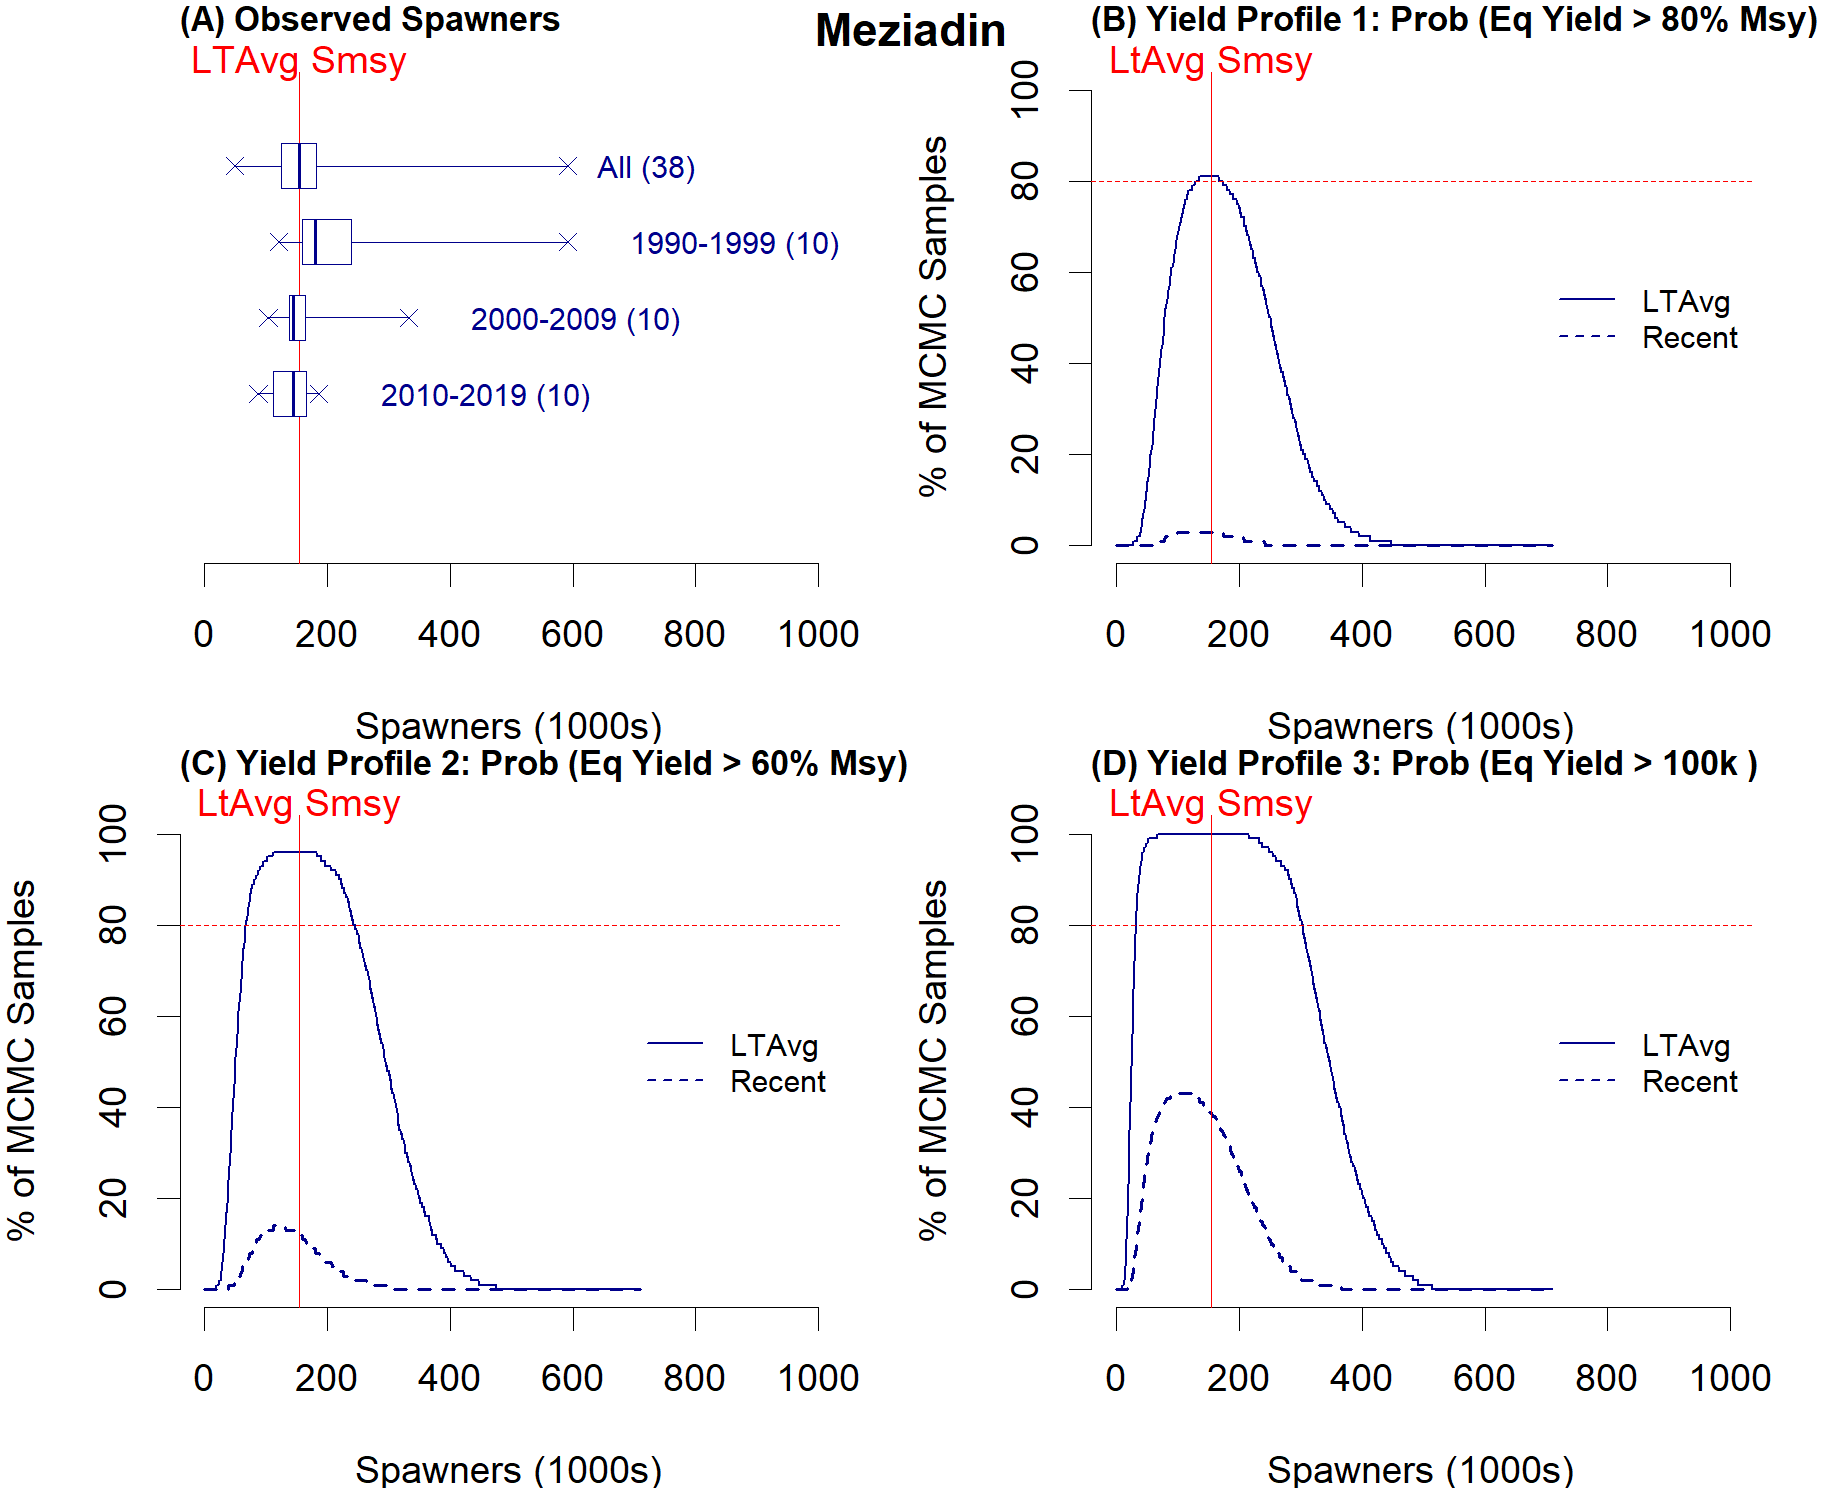 Meziadin
(A) Observed Spawners
LTAvg Smsy
All (38)
1990-1999 (10)
2000-2009 (10)
2010-2019 (10)
0 200 400 600 800 1000
Spawners (1000s)
(B) Yield Profile 1: Prob (Eq Yield > 80% Msy)
LtAvg Smsy
% of MCMC Samples
100
80
60
40
20
0
LTAvg
Recent
0 200 400 600 800 1000
Spawners (1000s)
(C) Yield Profile 2: Prob (Eq Yield > 60% Msy)
LtAvg Smsy
% of MCMC Samples
100
80
60
40
20
0
LTAvg
Recent
0 200 400 600 800 1000
Spawners (1000s)
(D) Yield Profile 3: Prob (Eq Yield > 100k )
LtAvg Smsy
% of MCMC Samples
100
80
60
40
20
0
LTAvg
Recent
0 200 400 600 800 1000
Spawners (1000s)